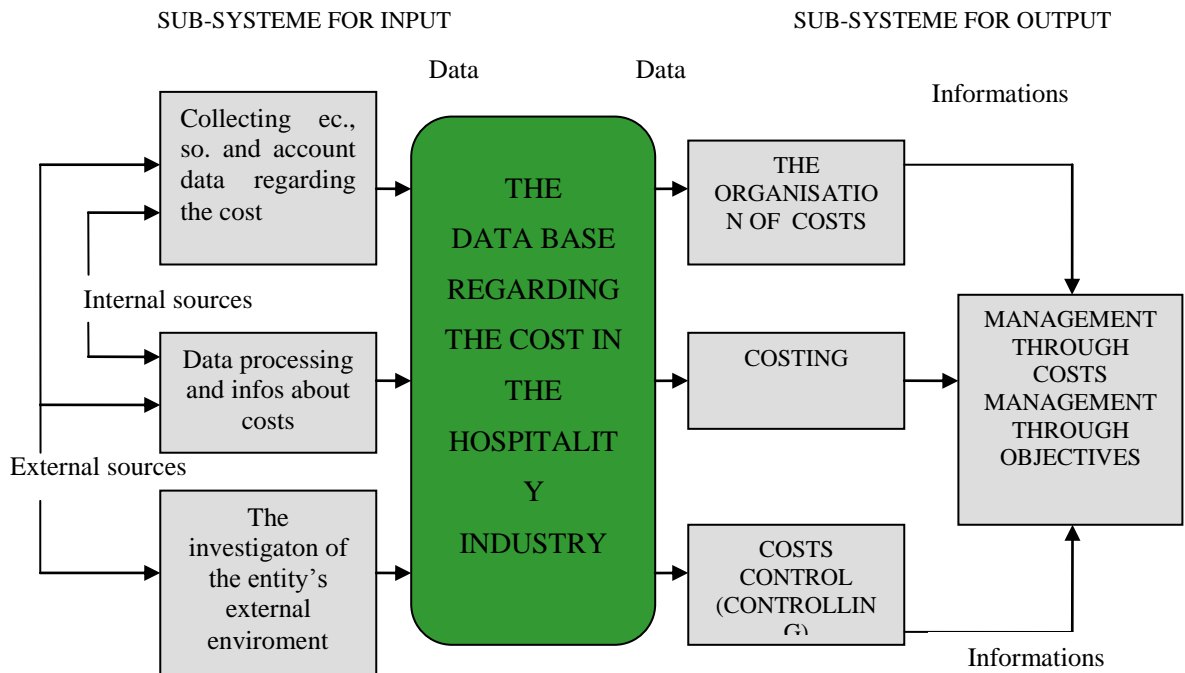 SUB-SYSTEME FOR INPUT
SUB-SYSTEME FOR OUTPUT
Data
Data
Informations
Collecting ec.,
so. and account
data regarding
the cost
Internal sources
Data processing
and infos about
costs
External sources
The
investigaton of
the entity's
external
enviroment
THE
DATA BASE
REGARDING
THE COST IN
THE
HOSPITALIT
Y
INDUSTRY
THE
ORGANISATIO
N OF COSTS
COSTING
COSTS
CONTROL
(CONTROLLIN
G)
MANAGEMENT
THROUGH
COSTS
MANAGEMENT
THROUGH
OBJECTIVES
Informations